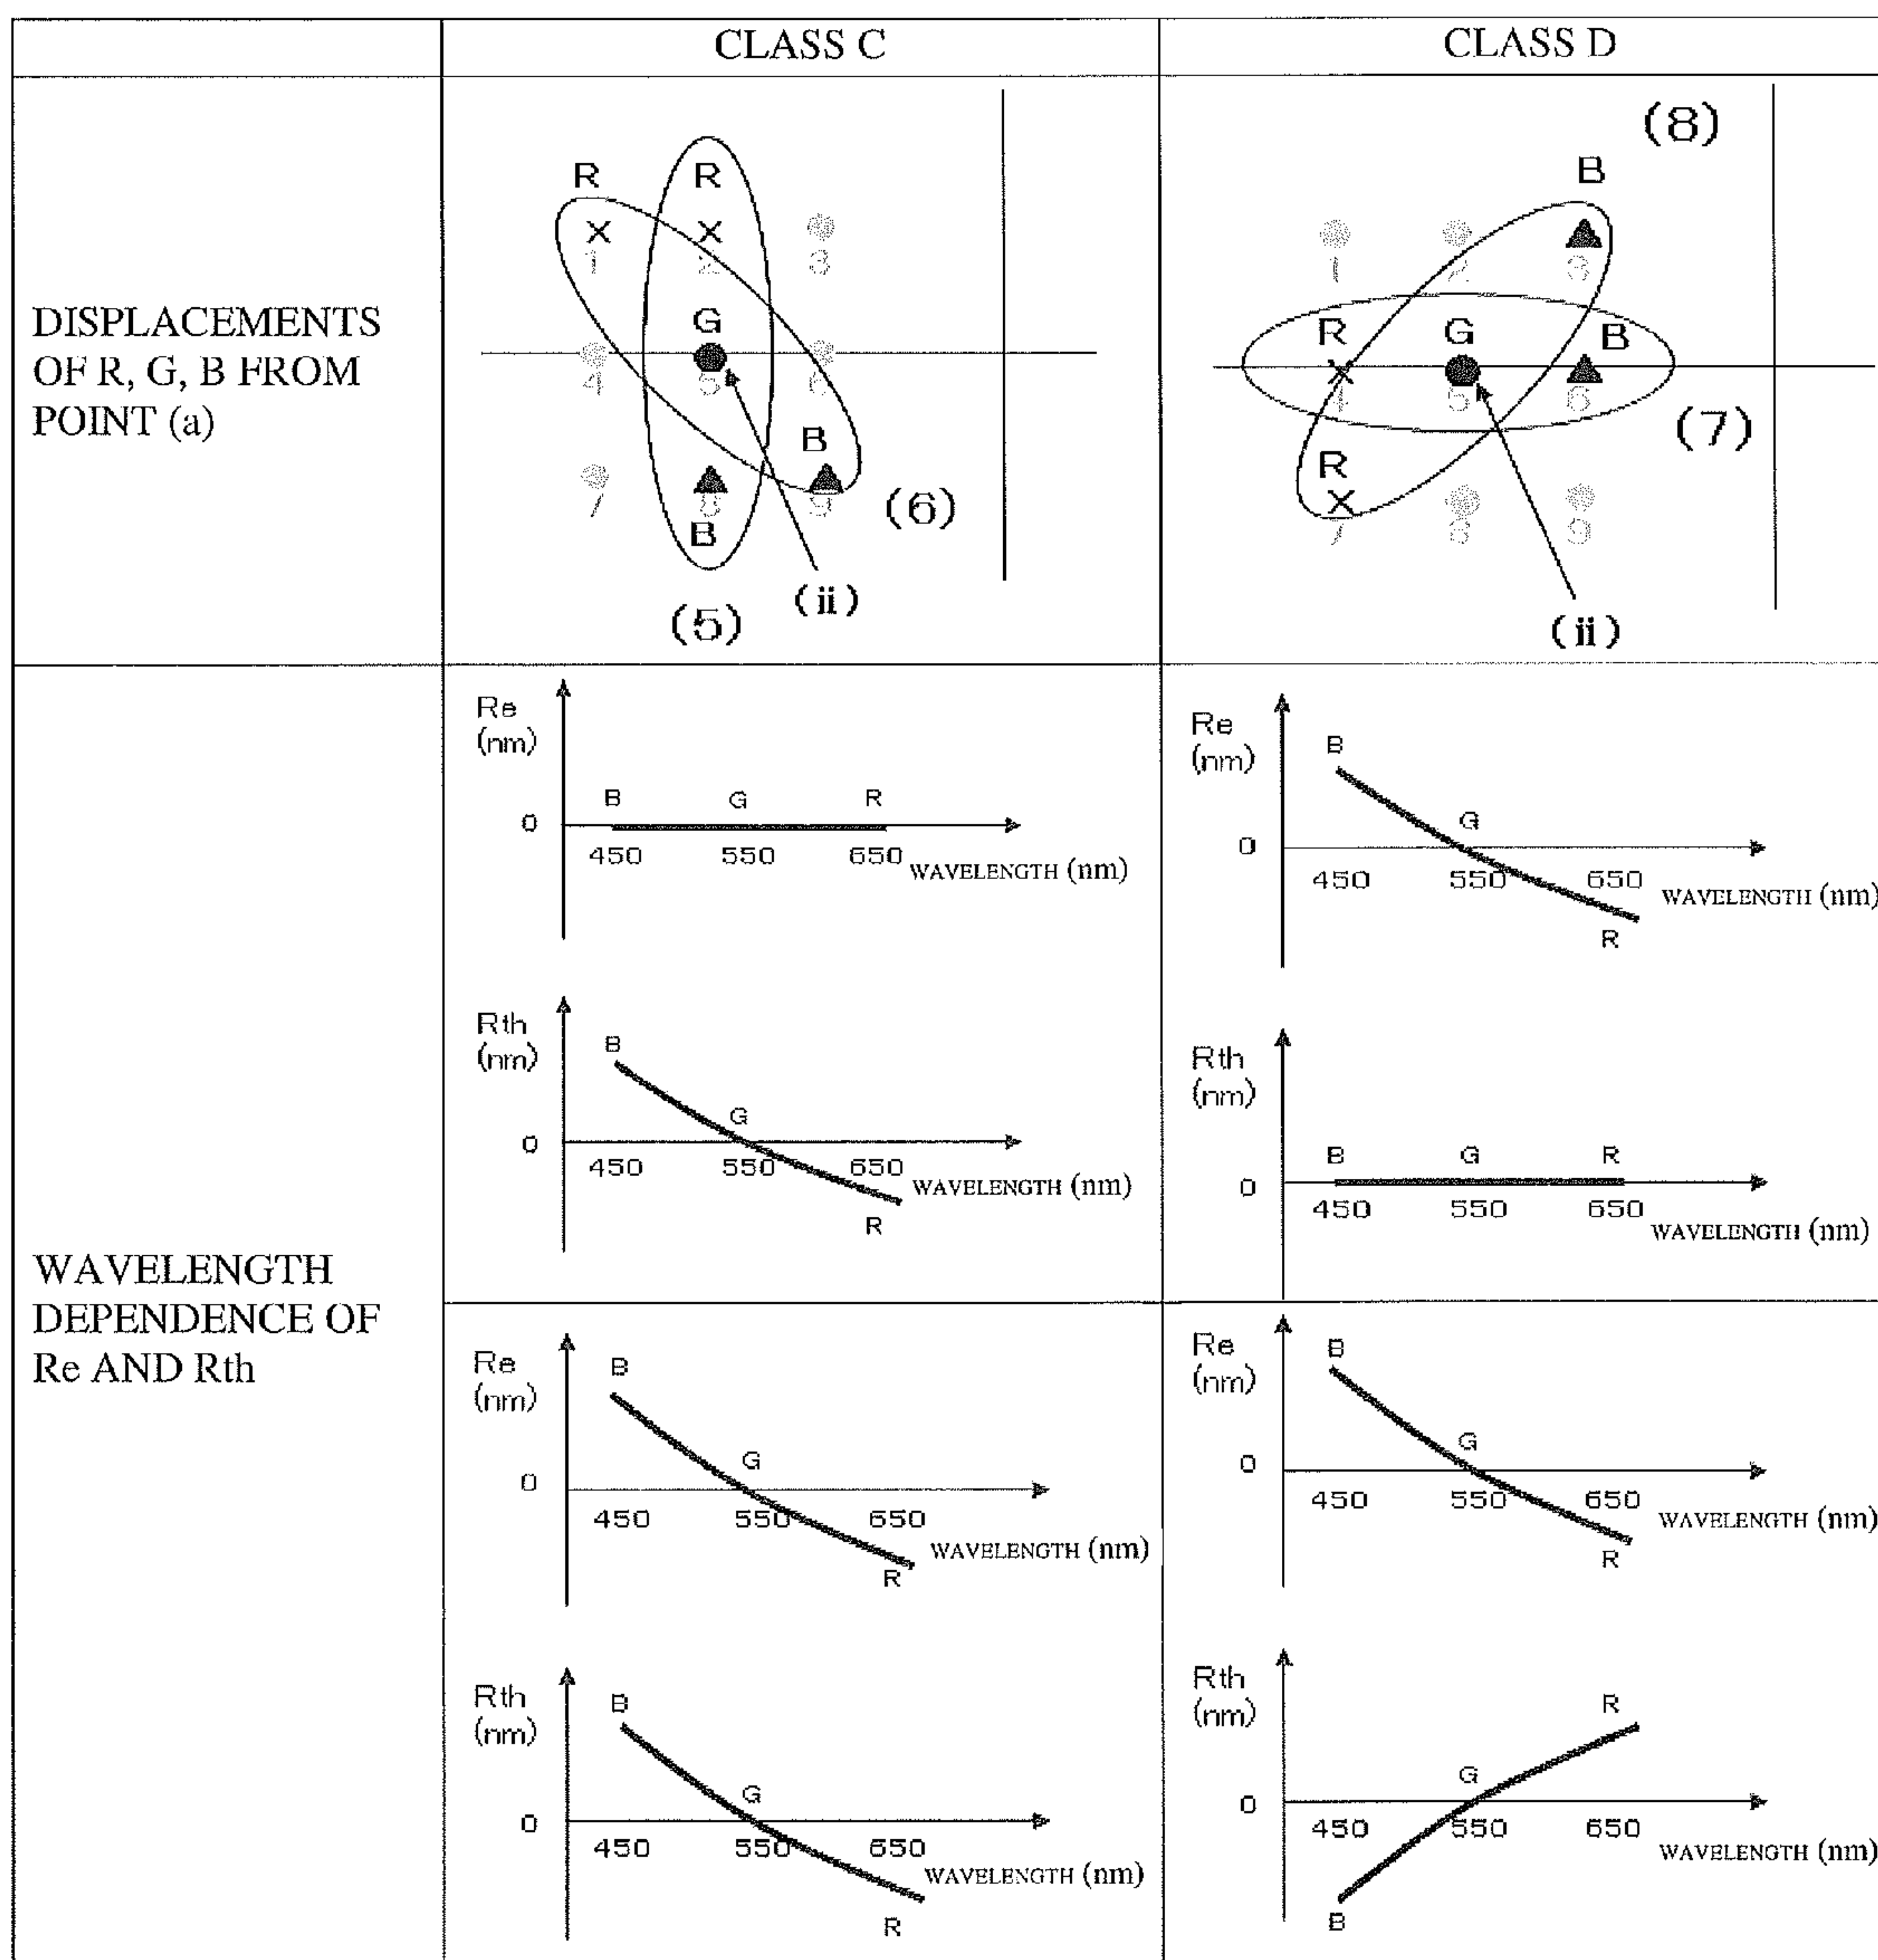 CLASS C
CLASS D
DISPLACEMENTS
OF R, G, B FROM
POINT (a)
R R
X X
1 2 3
G
4 5 6
B
7 8 9
B
(6)
(5)
(ii)
(8)
B
1 2 3
R G B
X
4 5 6
(7)
R
X
7 8 9
(ii)
WAVELENGTH
DEPENDENCE OF
Re AND Rth
Re
(nm)
B G R
0
450 550 650 WAVELENGTH (nm)
Rth
(nm)
B
G
0
450 550 650 WAVELENGTH (nm)
R
Re
(nm)
B
G
0
450 550 650 WAVELENGTH (nm)
R
Rth
(nm)
B G R
0
450 550 650 WAVELENGTH (nm)
Re
(nm)
B
G
0
450 550 650 WAVELENGTH (nm)
R
Rth
(nm)
B
G
0
450 550 650 WAVELENGTH (nm)
R
Re
(nm)
B
G
0
450 550 650 WAVELENGTH (nm)
R
Rth
(nm)
R
G
0
450 550 650 WAVELENGTH (nm)
B